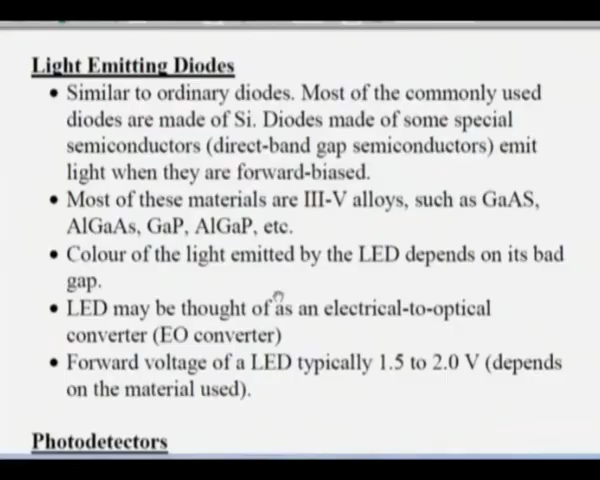 Light Emitting Diodes
• Similar to ordinary diodes. Most of the commonly used
diodes are made of Si. Diodes made of some special
semiconductors (direct-band gap semiconductors) emit
light when they are forward-biased.
• Most of these materials are III-V alloys, such as GaAS,
AlGaAs, GaP, AlGaP, etc.
• Colour of the light emitted by the LED depends on its bad
gap.
• LED may be thought of as an electrical-to-optical
converter (EO converter)
• Forward voltage of a LED typically 1.5 to 2.0 V (depends
on the material used).
Photodetectors